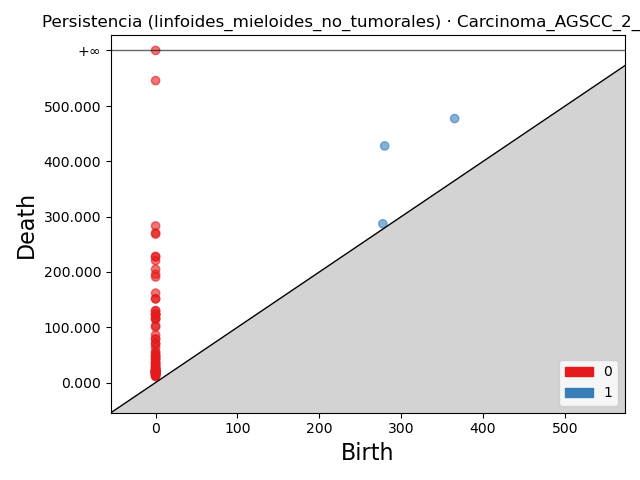 Persistencia (linfoides_mieloides_no_tumorales) · Carcinoma_AGSCC_2_
+∞
500.000
400.000
300.000
200.000
100.000
0.000
Death
0
1
0 100 200 300 400 500
Birth